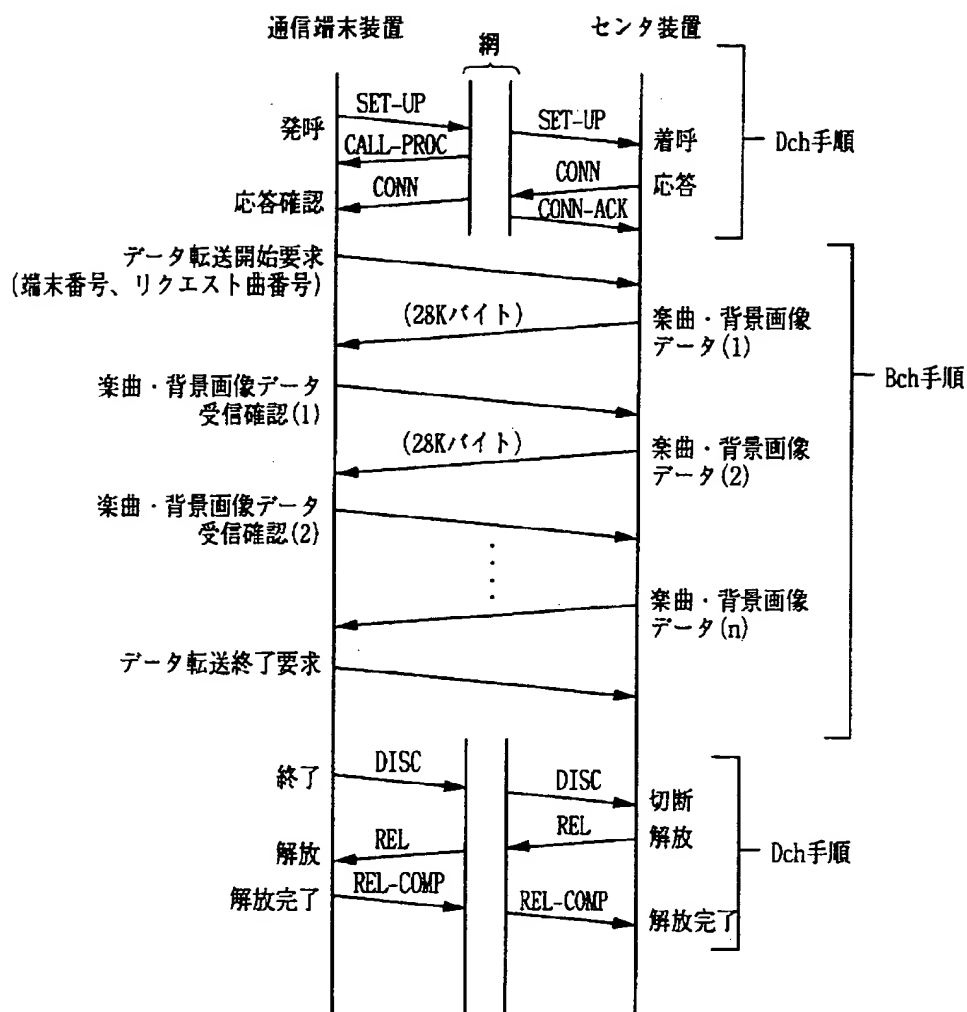 通信端末装置
網
センタ装置
SET-UP
発呼
SET-UP
着呼
Dch手順
CALL-PROC
CONN
応答
CONN
応答確認
CONN-ACK
データ転送開始要求
(端末番号、リクエスト曲番号)
(28Kバイト)
楽曲・背景画像
データ(1)
Bch手順
楽曲・背景画像データ
受信確認(1)
(28Kバイト)
楽曲・背景画像
データ(2)
楽曲・背景画像データ
受信確認(2)
楽曲・背景画像
データ(n)
データ転送終了要求
DISC
終了
DISC
切断
REL
解放
REL
解放
Dch手順
REL-COMP
解放完了
REL-COMP
解放完了